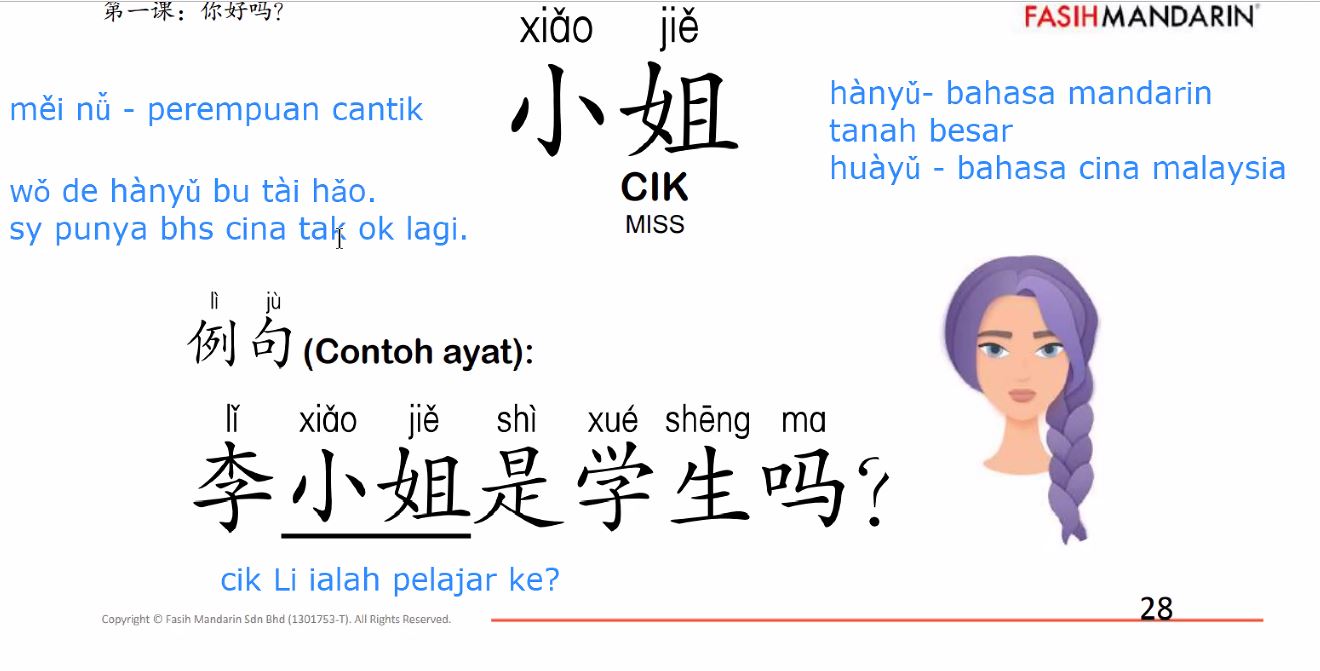 第一课：你好吗?
FASIHMANDARIN
xiǎo jiě
小姐
CIK
MISS
měi nǚ - perempuan cantik
wǒ de hànyǔ bu tài hǎo.
sy punya bhs cina tak ok lagi.
hànyǔ- bahasa mandarin
tanah besar
huàyǔ - bahasa cina malaysia
lì jù
例句 (Contoh ayat):
lǐ xiǎo jiě shì xué shēng ma
李小姐是学生吗?
cik Li ialah pelajar ke?
Copyright © Fasih Mandarin Sdn Bhd (1301753-T). All Rights Reserved.
28